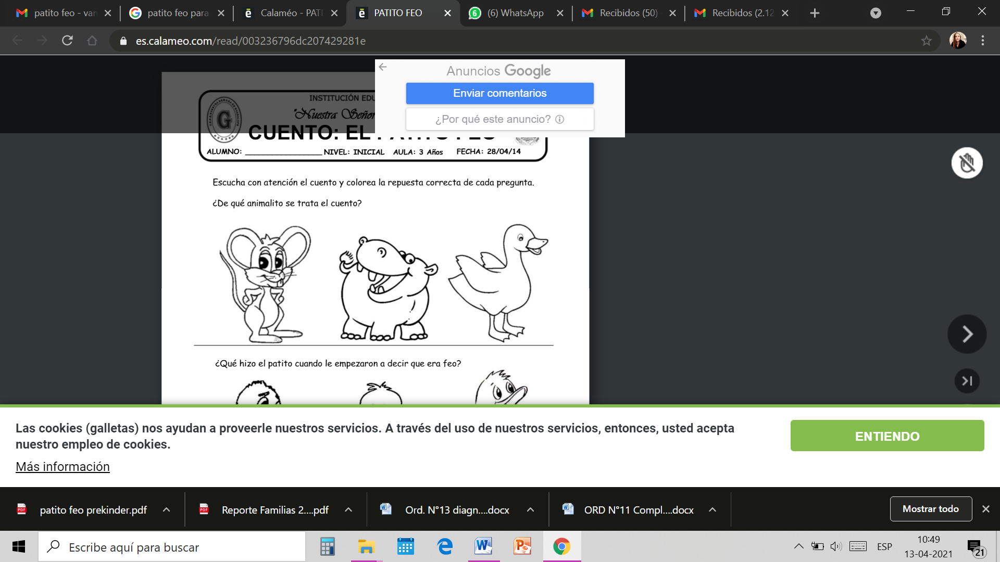 patito feo - van
patito feo para
Calaméo - PATI
PATITO FEO
(6) WhatsApp
Recibidos (50)
Recibidos (2.12
es.calameo.com/read/003236796dc207429281e
Anuncios Google
Enviar comentarios
¿Por qué este anuncio?
INSTITUCIÓN EDU
"Nuestra Señor
G
CUENTO: EL PATITO FEO
ALUMNO: __________________ NIVEL: INICIAL AULA: 3 Años FECHA: 28/04/14
Escucha con atención el cuento y colorea la repuesta correcta de cada pregunta.
¿De qué animalito se trata el cuento?
¿Qué hizo el patito cuando le empezaron a decir que era feo?
Las cookies (galletas) nos ayudan a proveerle nuestros servicios. A través del uso de nuestros servicios, entonces, usted acepta
nuestro empleo de cookies.
ENTIENDO
Más información
patito feo prekinder.pdf
Reporte Familias 2....pdf
Ord. N°13 diagn....docx
ORD N°11 Compl....docx
Mostrar todo
Escribe aquí para buscar
ESP
10:49
13-04-2021
21